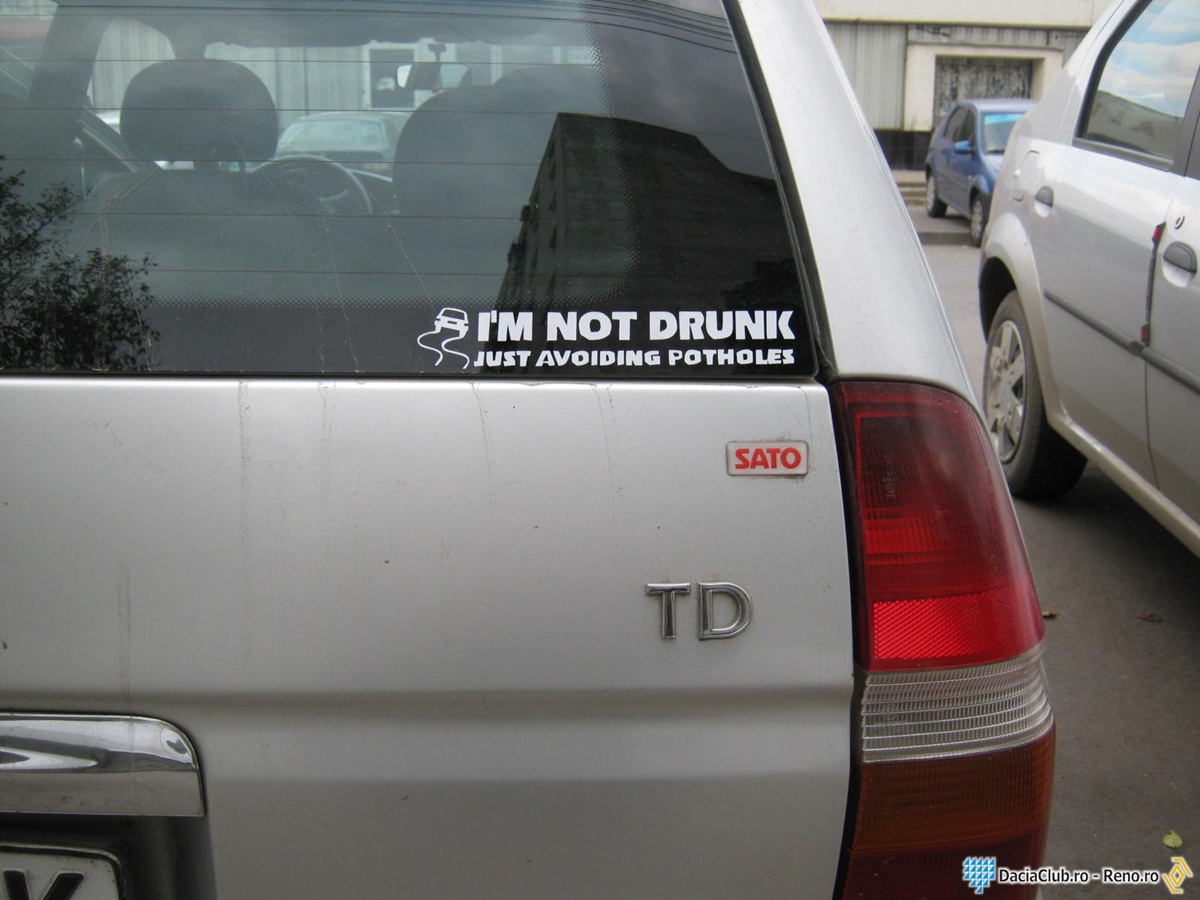 I'M NOT DRUNK
JUST AVOIDING POTHOLES
SATO
TD
DaciaClub.ro - Reno.ro